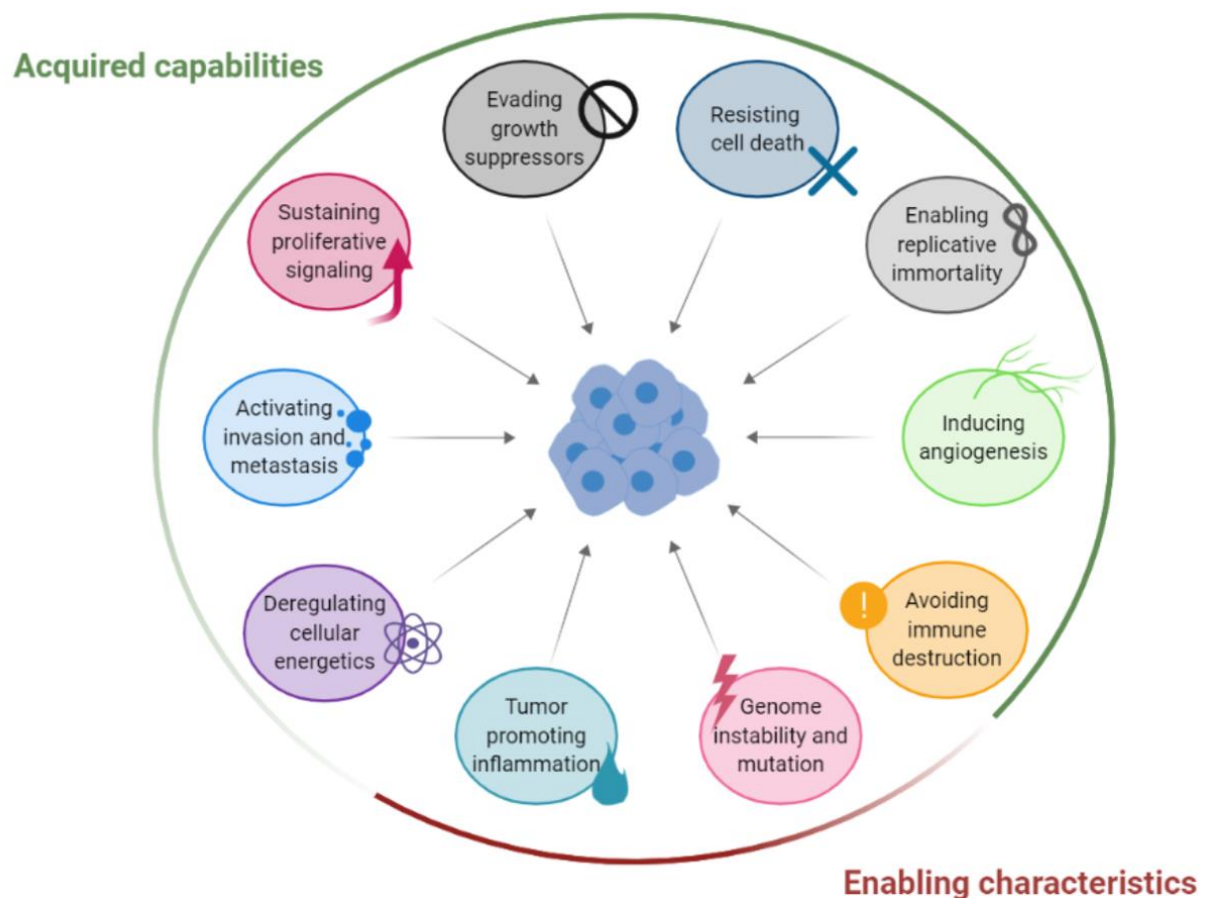 Acquired capabilities
Evading
growth
suppressors
Resisting
cell death
Sustaining
proliferative
signaling
Enabling
replicative
immortality
Activating
invasion and
metastasis
Inducing
angiogenesis
Deregulating
cellular
energetics
Avoiding
immune
destruction
!
Tumor
promoting
inflammation
Genome
instability and
mutation
Enabling characteristics